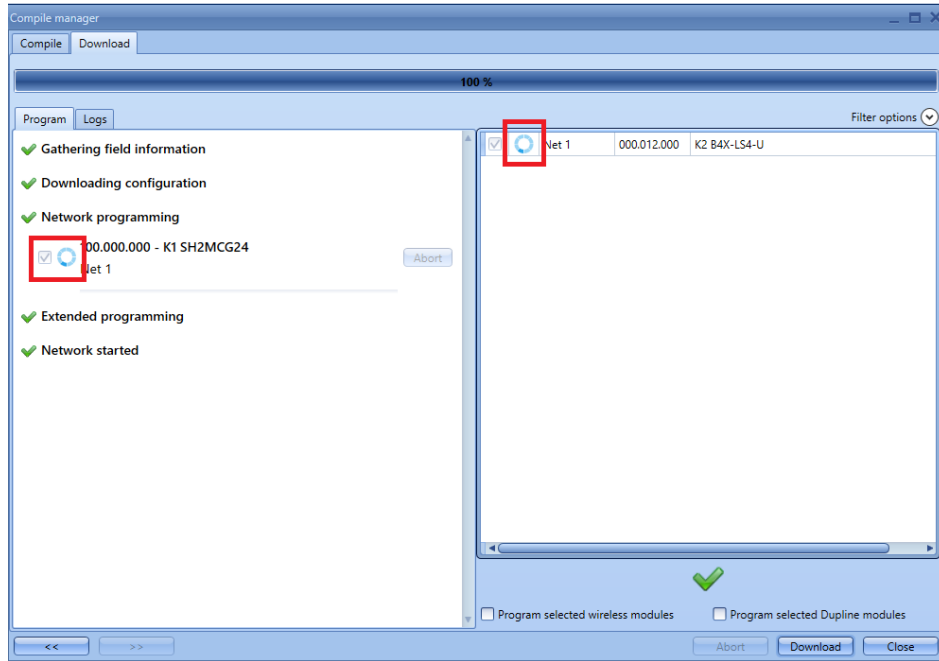 Compile manager
Compile Download
100 %
Program Logs
Filter options
Gathering field information
Downloading configuration
Network programming
100.000.000 - K1 SH2MCG24
Net 1
Abort
Extended programming
Network started
Net 1 000.012.000 K2 B4X-LS4-U
Program selected wireless modules Program selected Dupline modules
<< >> Abort Download Close